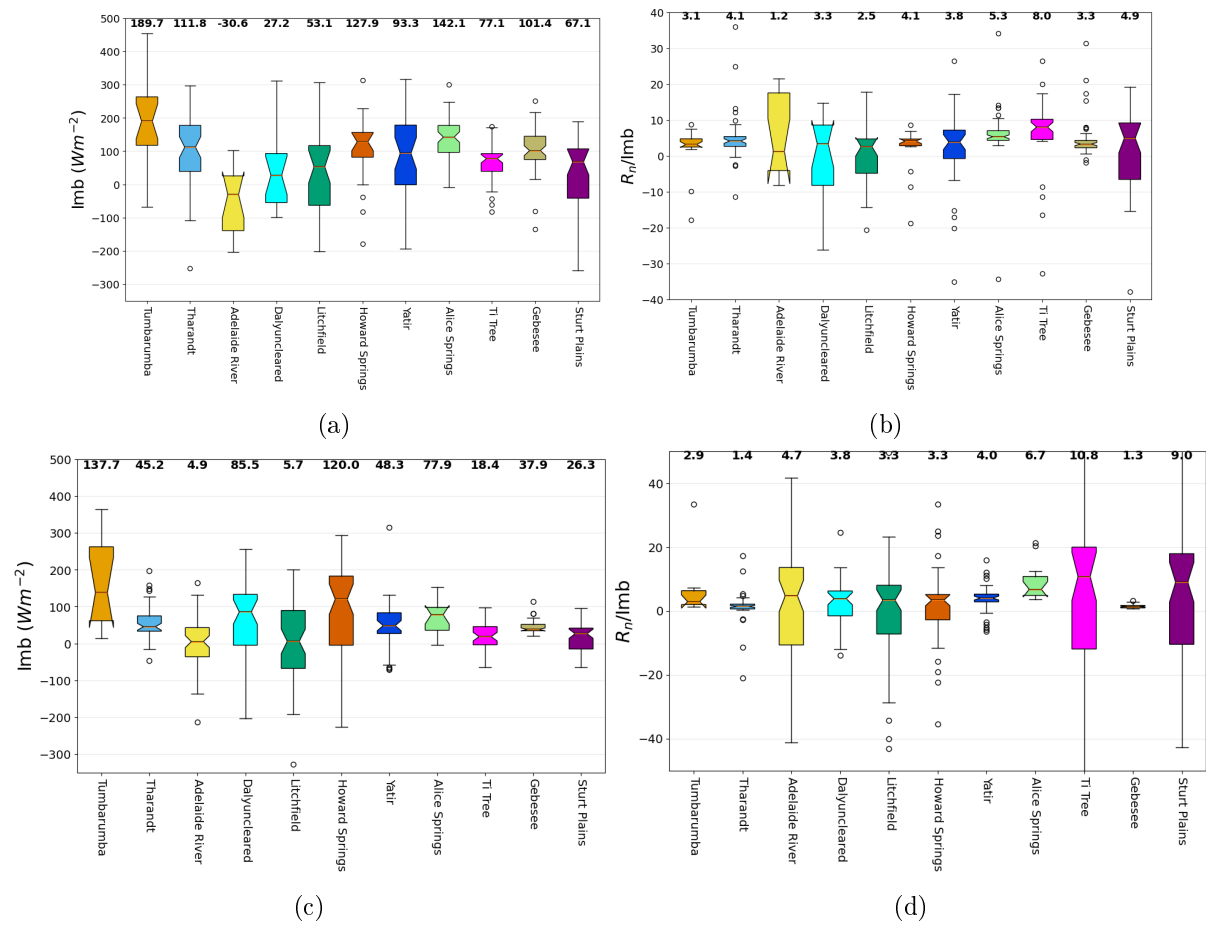 189.7 111.8 -30.6 27.2 53.1 127.9 93.3 142.1 77.1 101.4 67.1
500
400
300
200
100
0
−100
−200
−300
Imb (Wm⁻²)
Tumbarumba
Tharandt
Adelaide River
Dalyuncleared
Litchfield
Howard Springs
Yatir
Alice Springs
Ti Tree
Gebesee
Sturt Plains
(a)
3.1 4.1 1.2 3.3 2.5 4.1 3.8 5.3 8.0 3.3 4.9
40
30
20
10
0
−10
−20
−30
−40
Rₙ/Imb
Tumbarumba
Tharandt
Adelaide River
Dalyuncleared
Litchfield
Howard Springs
Yatir
Alice Springs
Ti Tree
Gebesee
Sturt Plains
(b)
137.7 45.2 4.9 85.5 5.7 120.0 48.3 77.9 18.4 37.9 26.3
500
400
300
200
100
0
−100
−200
−300
Imb (Wm⁻²)
Tumbarumba
Tharandt
Adelaide River
Dalyuncleared
Litchfield
Howard Springs
Yatir
Alice Springs
Ti Tree
Gebesee
Sturt Plains
(c)
2.9 1.4 4.7 3.8 3.3 3.3 4.0 6.7 10.8 1.3 9.0
40
20
0
−20
−40
Rₙ/Imb
Tumbarumba
Tharandt
Adelaide River
Dalyuncleared
Litchfield
Howard Springs
Yatir
Alice Springs
Ti Tree
Gebesee
Sturt Plains
(d)